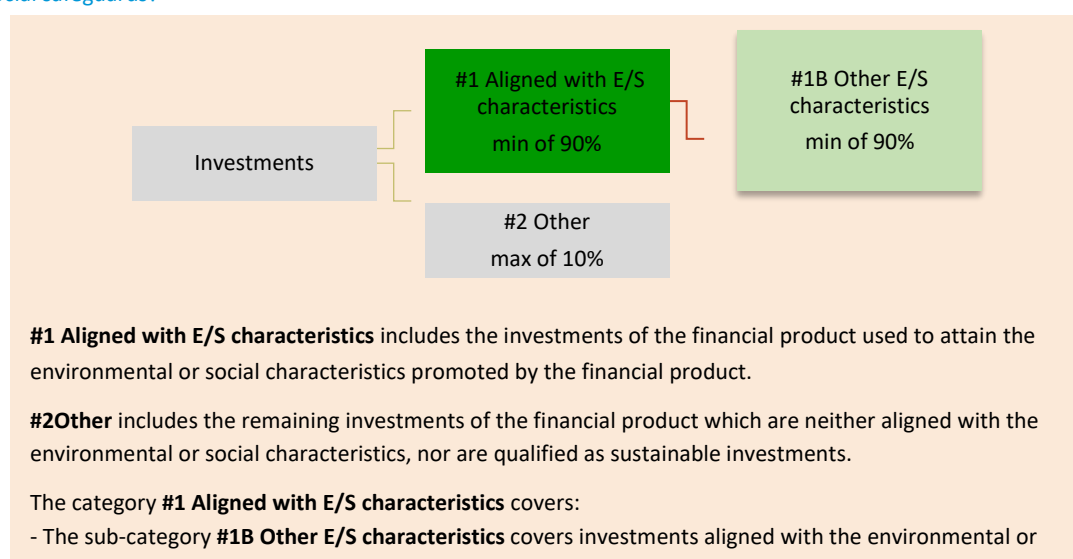 #1 Aligned with E/S
characteristics
min of 90%
#1B Other E/S
characteristics
min of 90%
Investments
#2 Other
max of 10%
#1 Aligned with E/S characteristics includes the investments of the financial product used to attain the
environmental or social characteristics promoted by the financial product.
#2Other includes the remaining investments of the financial product which are neither aligned with the
environmental or social characteristics, nor are qualified as sustainable investments.
The category #1 Aligned with E/S characteristics covers:
- The sub-category #1B Other E/S characteristics covers investments aligned with the environmental or